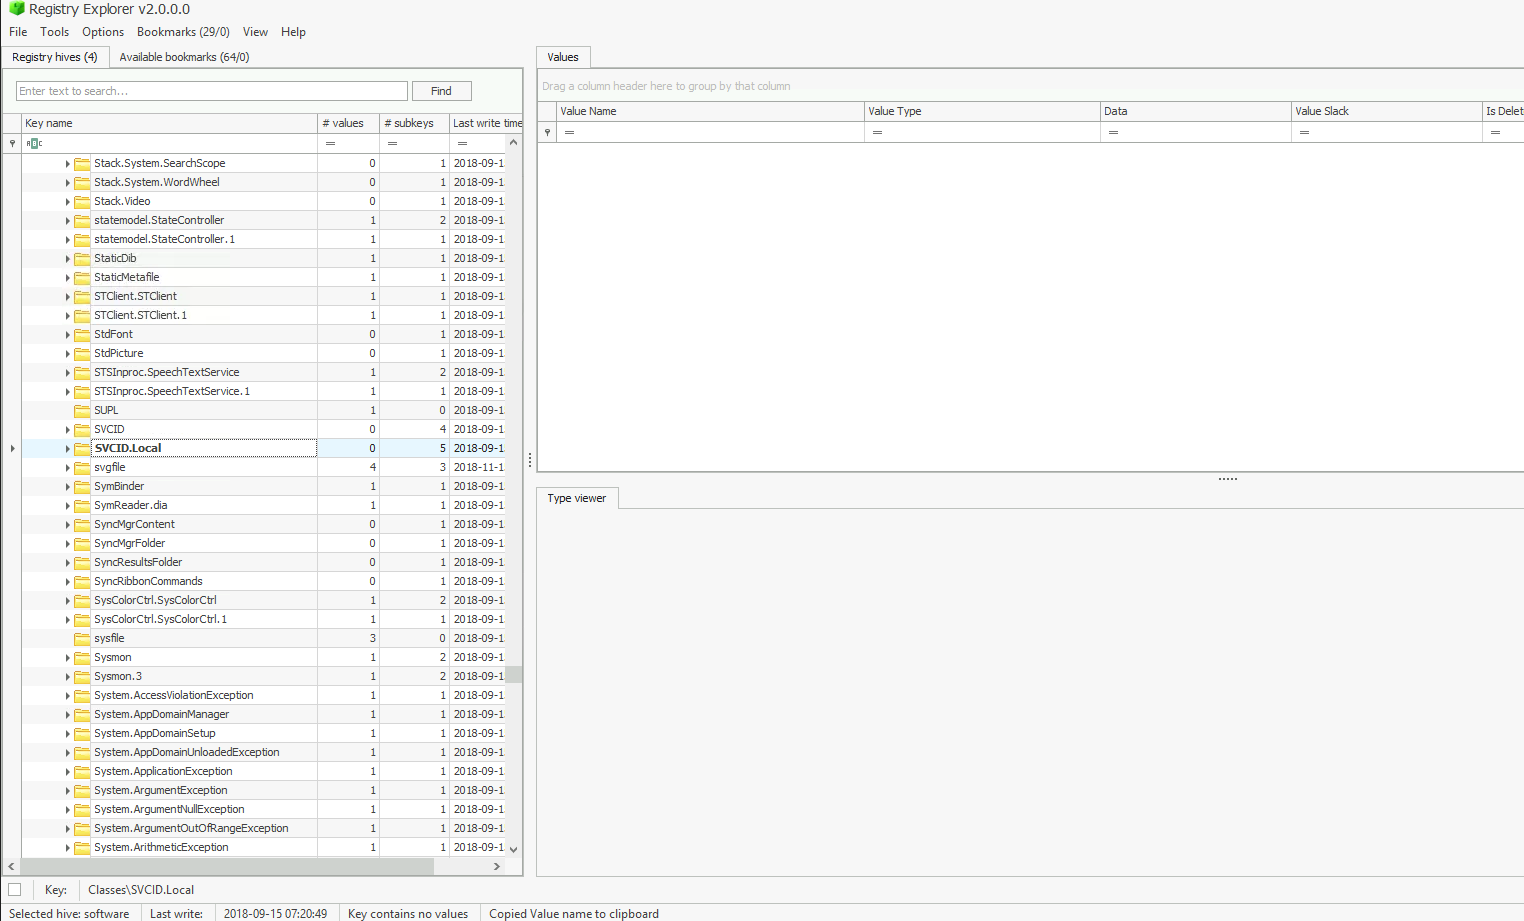 Registry Explorer v2.0.0.0
File Tools Options Bookmarks (29/0) View Help
Registry hives (4) Available bookmarks (64/0)
Enter text to search... Find
Key name # values # subkeys Last write time
Stack.System.SearchScope 0 1 2018-09-1
Stack.System.WordWheel 0 1 2018-09-1
Stack.Video 0 1 2018-09-1
statemodel.StateController 1 2 2018-09-1
statemodel.StateController.1 1 1 2018-09-1
StaticDib 1 1 2018-09-1
StaticMetafile 1 1 2018-09-1
STClient.STClient 1 1 2018-09-1
STClient.STClient.1 1 1 2018-09-1
StdFont 0 1 2018-09-1
StdPicture 0 1 2018-09-1
STSInproc.SpeechTextService 1 2 2018-09-1
STSInproc.SpeechTextService.1 1 1 2018-09-1
SUPL 1 0 2018-09-1
SVCID 0 4 2018-09-1
SVCID.Local 0 5 2018-09-1
svgfile 4 3 2018-11-1
SymBinder 1 1 2018-09-1
SymReader.dia 1 1 2018-09-1
SyncMgrContent 0 1 2018-09-1
SyncMgrFolder 0 1 2018-09-1
SyncResultsFolder 0 1 2018-09-1
SyncRibbonCommands 0 1 2018-09-1
SysColorCtrl.SysColorCtrl 1 2 2018-09-1
SysColorCtrl.SysColorCtrl.1 1 1 2018-09-1
sysfile 3 0 2018-09-1
Sysmon 1 2 2018-09-1
Sysmon.3 1 2 2018-09-1
System.AccessViolationException 1 1 2018-09-1
System.AppDomainManager 1 1 2018-09-1
System.AppDomainSetup 1 1 2018-09-1
System.AppDomainUnloadedException 1 1 2018-09-1
System.ApplicationException 1 1 2018-09-1
System.ArgumentException 1 1 2018-09-1
System.ArgumentNullException 1 1 2018-09-1
System.ArgumentOutOfRangeException 1 1 2018-09-1
System.ArithmeticException 1 1 2018-09-1
Key: Classes\SVCID.Local
Values
Drag a column header here to group by that column
Value Name Value Type Data Value Slack Is Delet
Type viewer
Selected hive: software Last write: 2018-09-15 07:20:49 Key contains no values Copied Value name to clipboard